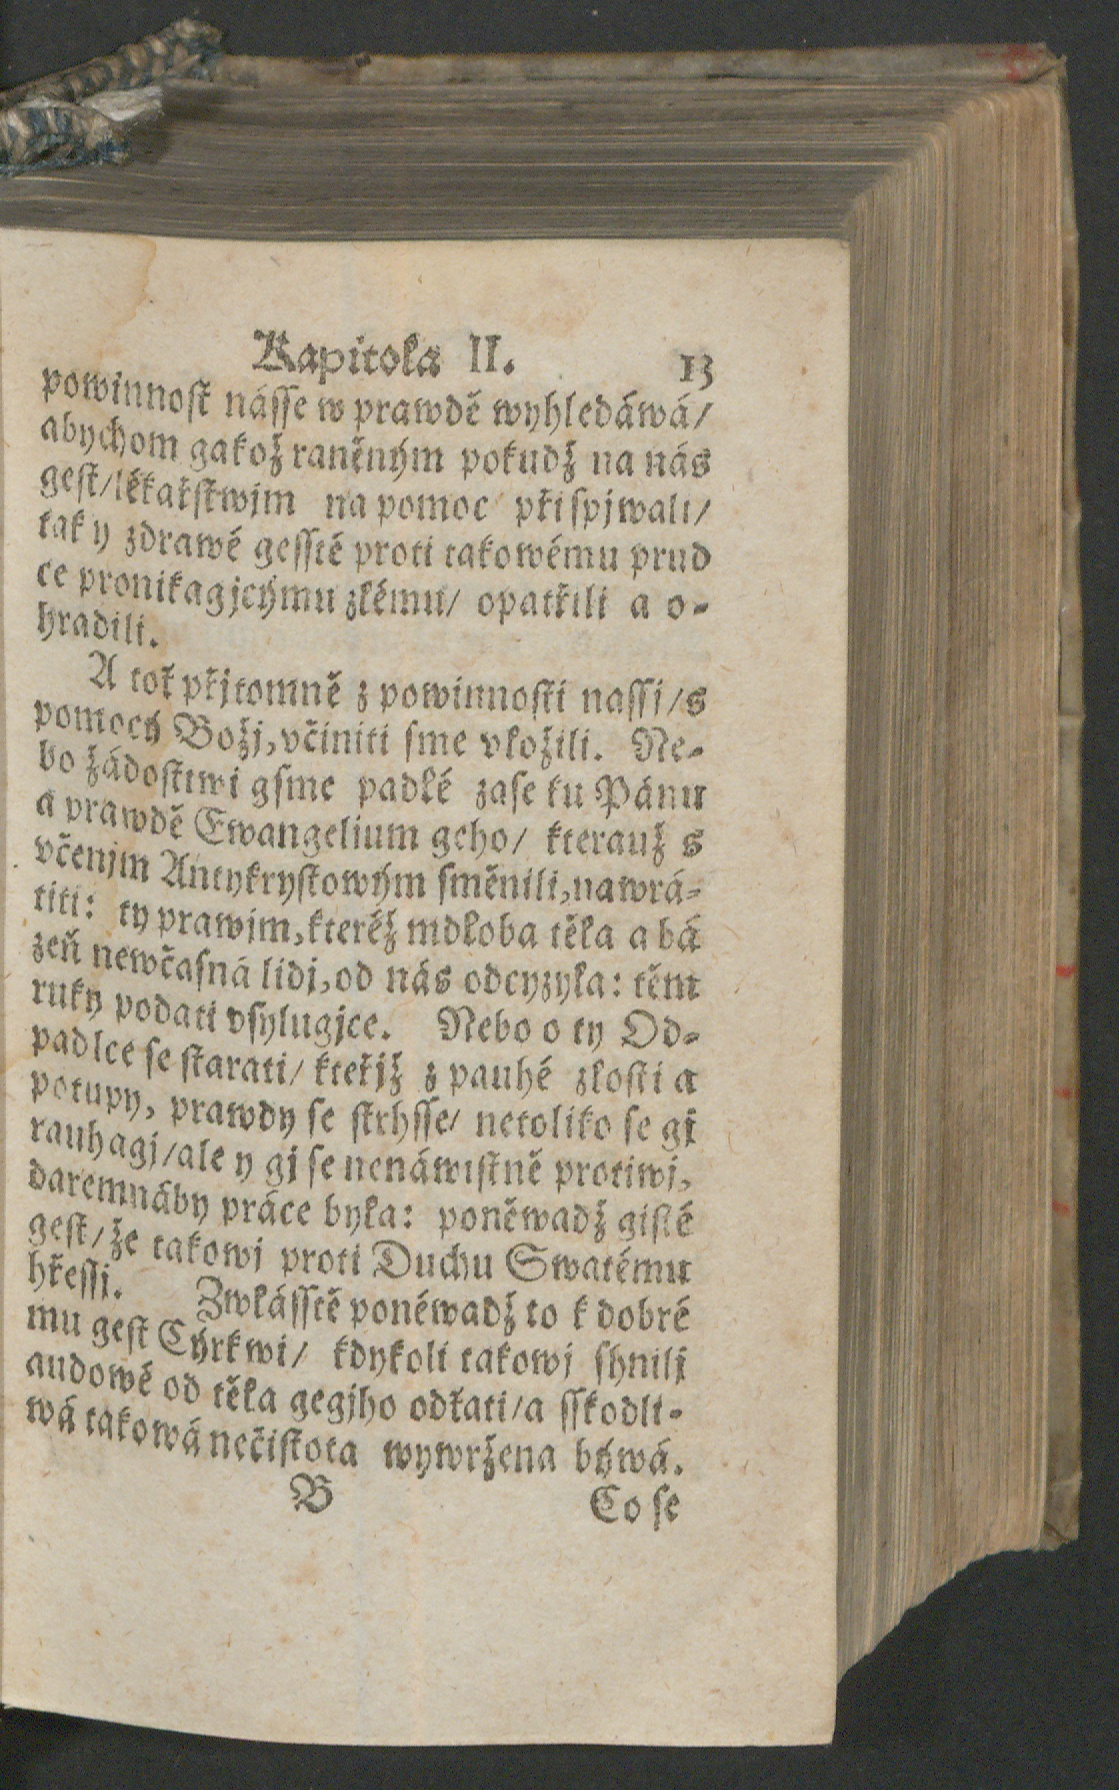 Kapitola II. 13
powinnost násse w prawdě wyhledáwá/
abychom gakož raněným pokudž na nás
gest/lékařstwjm na pomoc přispjwali/
tak y zdrawé gesstě proti takowému prud
ce pronikagjcýmu zlému/ opatřili a o-
hradili.
A toť přjtomně z powinnosti nassj/s
pomocý Božj, včiniti sme vložili. Ne-
bo žádostiwi gsme padlé zase ku Pánu
a prawdě Ewangelium geho/ kterauž s
včenjm Antykrystowým směnili, nawrá-
titi: ty prawjm, kteréž mdloba těla a bá
zeň newčasná lidj, od nás odcyzyla: těm
ruky podati vsylugjce. Nebo o ty Od-
padlce se starati/ kteřjž z pauhé zlosti a
potupy, prawdy se strhsse/ netoliko se gj
rauhagj/ale y gj se nenáwistně protiwj,
daremnáby práce byla: poněwadž gisté
gest/že takowj proti Duchu Swatému
hřessj. Zwlásstě poněwadž to k dobré
mu gest Cýrkwi/ kdykoli takowj shnilj
audowé od těla gegjho odťati/a sskodli-
wá takowá nečistota wywržena býwá.
B Co se